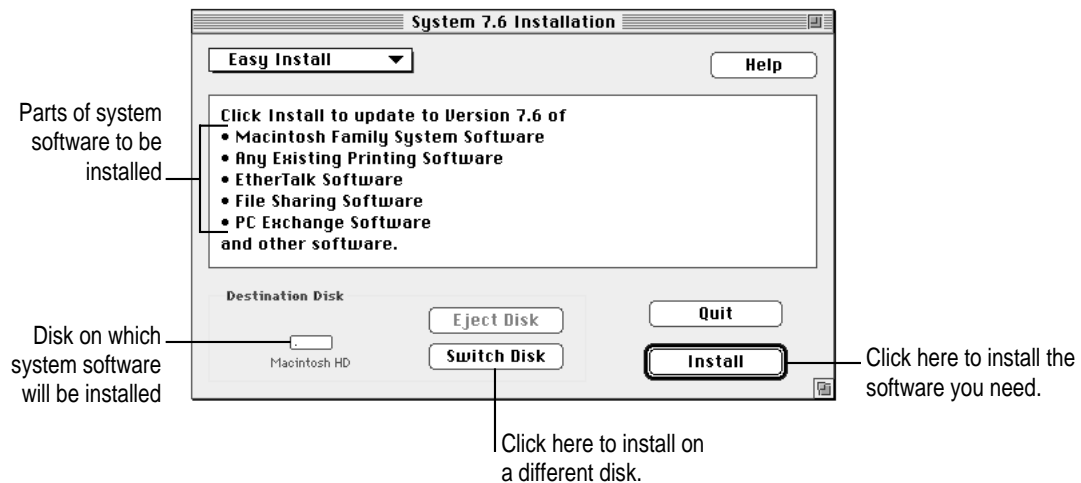 System 7.6 Installation
Easy Install
Help
Parts of system
software to be
installed
Click Install to update to Version 7.6 of
• Macintosh Family System Software
• Any Existing Printing Software
• EtherTalk Software
• File Sharing Software
• PC Exchange Software
and other software.
Destination Disk
Disk on which
system software
will be installed
Macintosh HD
Eject Disk
Switch Disk
Quit
Install
Click here to install the
software you need.
Click here to install on
a different disk.